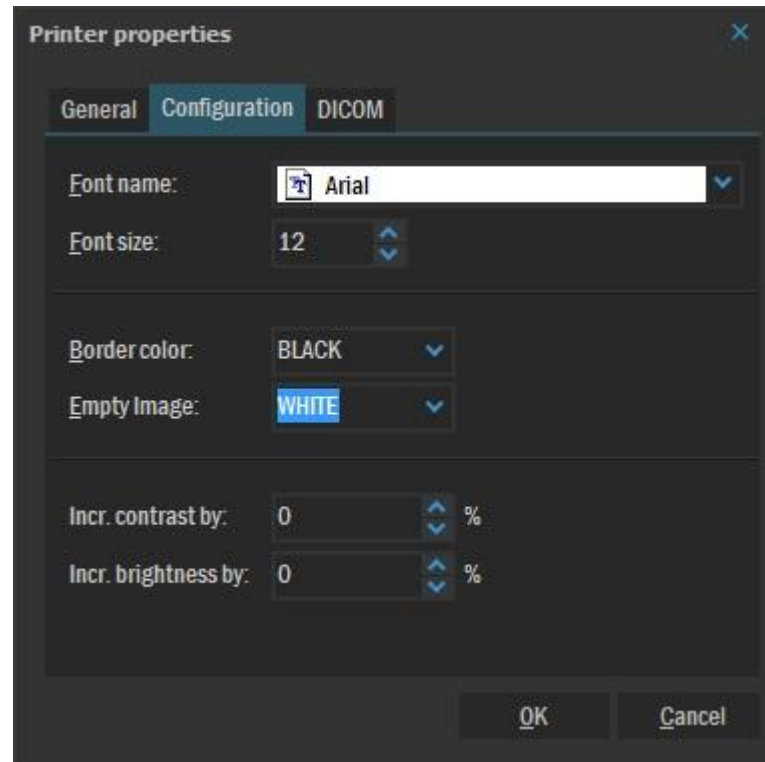 Printer properties
General Configuration DICOM
Font name: Arial
Font size: 12
Border color: BLACK
Empty Image: WHITE
Incr. contrast by: 0 %
Incr. brightness by: 0 %
OK Cancel